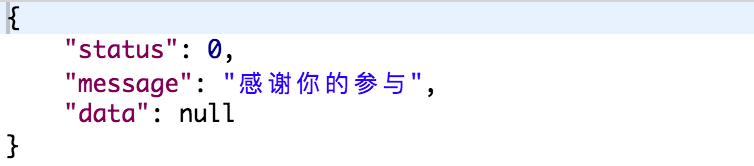 {
    "status": 0,
    "message": "感谢你的参与",
    "data": null
}